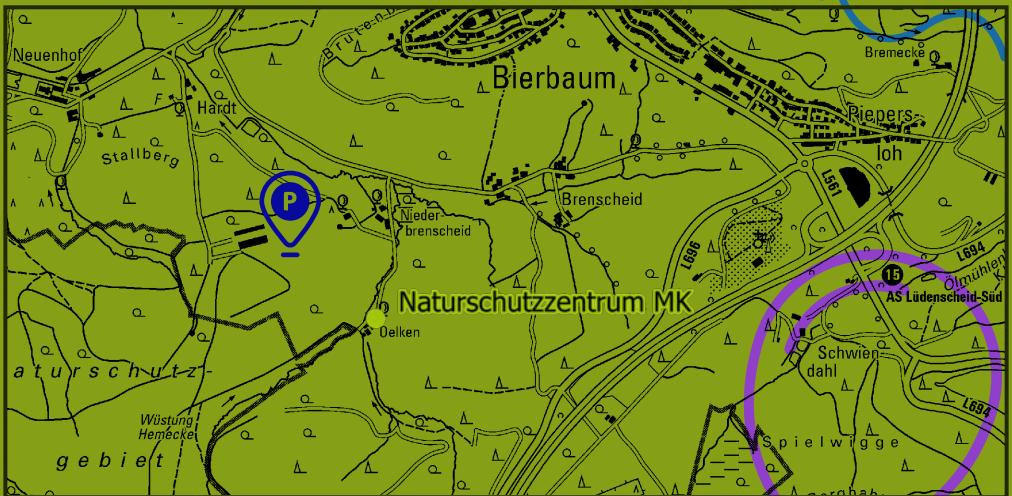 Neuenhof
Bremecke
Bierbaum
F
Hardt
Piepers-
loh
Stallberg
P
L561
Brenscheid
Nieder-
brenscheid
L696
L694
Ölmühlen
15
AS Lüdenscheid-Süd
Naturschutzzentrum MK
Oelken
Schwien-
dahl
aturschutz-
L694
Wüstung
Hemecke
Spielwigge
gebiet